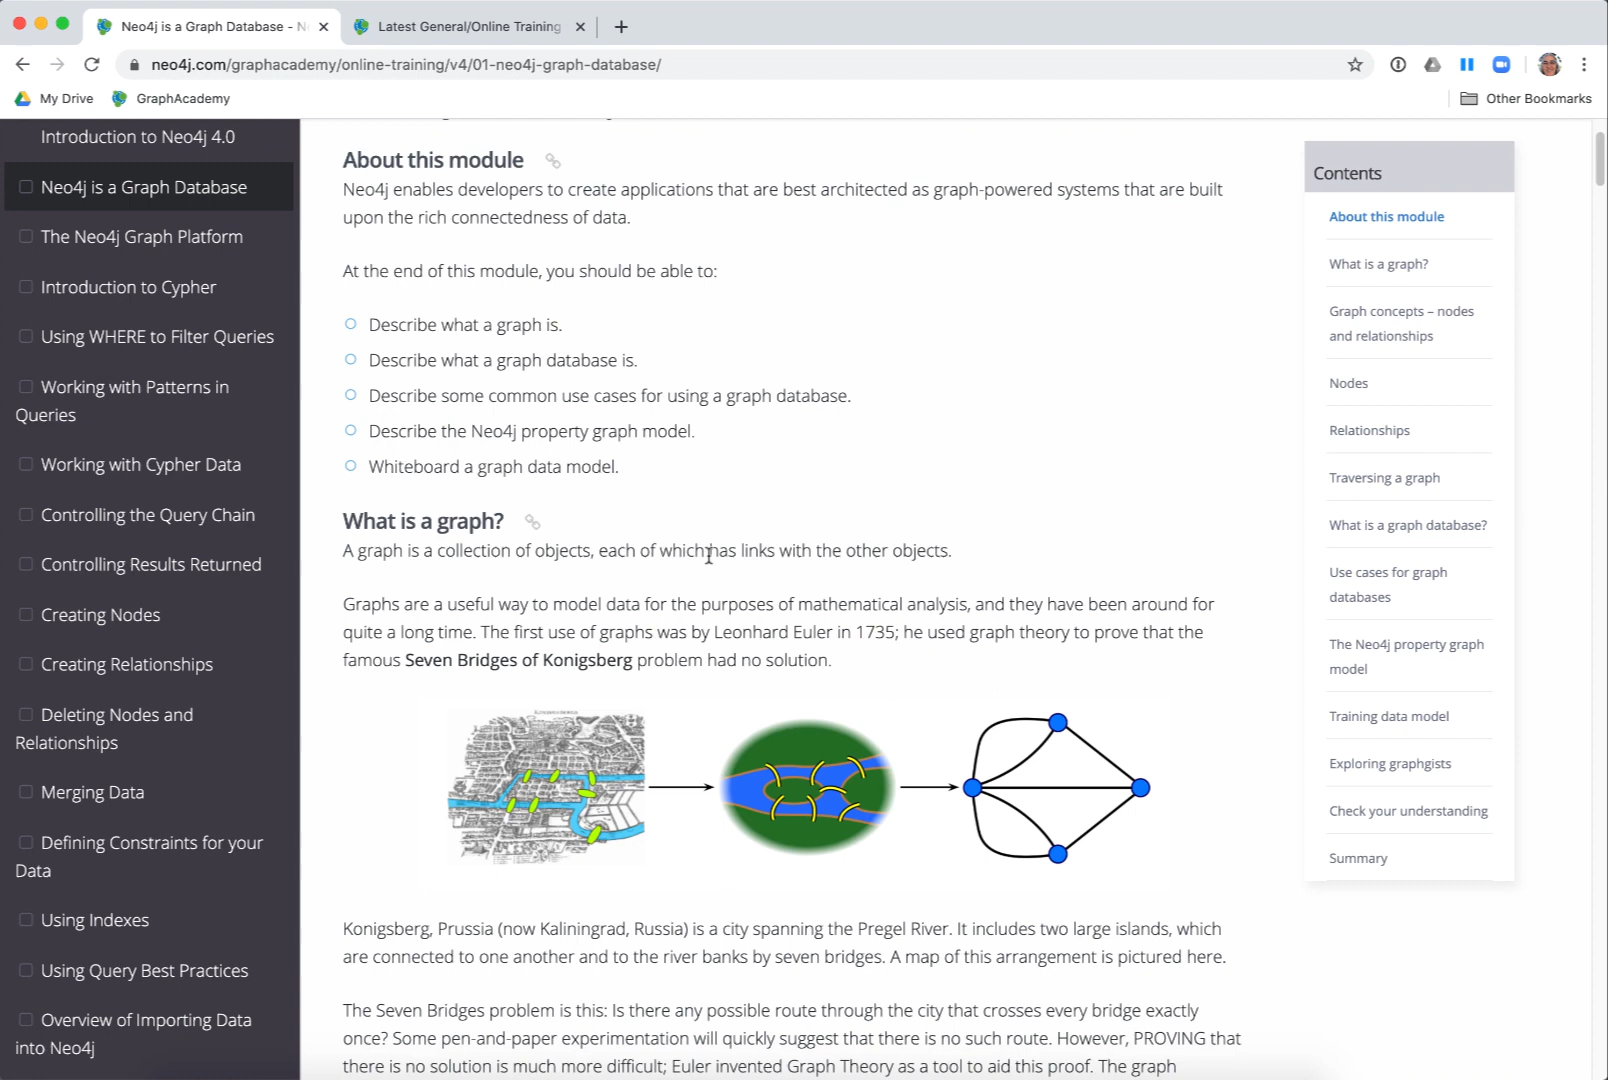 Neo4j is a Graph Database - N
Latest General/Online Training
neo4j.com/graphacademy/online-training/v4/01-neo4j-graph-database/
My Drive
GraphAcademy
Other Bookmarks
Introduction to Neo4j 4.0
Neo4j is a Graph Database
The Neo4j Graph Platform
Introduction to Cypher
Using WHERE to Filter Queries
Working with Patterns in
Queries
Working with Cypher Data
Controlling the Query Chain
Controlling Results Returned
Creating Nodes
Creating Relationships
Deleting Nodes and
Relationships
Merging Data
Defining Constraints for your
Data
Using Indexes
Using Query Best Practices
Overview of Importing Data
into Neo4j
About this module
Neo4j enables developers to create applications that are best architected as graph-powered systems that are built
upon the rich connectedness of data.
At the end of this module, you should be able to:
Describe what a graph is.
Describe what a graph database is.
Describe some common use cases for using a graph database.
Describe the Neo4j property graph model.
Whiteboard a graph data model.
What is a graph?
A graph is a collection of objects, each of which has links with the other objects.
Graphs are a useful way to model data for the purposes of mathematical analysis, and they have been around for
quite a long time. The first use of graphs was by Leonhard Euler in 1735; he used graph theory to prove that the
famous Seven Bridges of Konigsberg problem had no solution.
Konigsberg, Prussia (now Kaliningrad, Russia) is a city spanning the Pregel River. It includes two large islands, which
are connected to one another and to the river banks by seven bridges. A map of this arrangement is pictured here.
The Seven Bridges problem is this: Is there any possible route through the city that crosses every bridge exactly
once? Some pen-and-paper experimentation will quickly suggest that there is no such route. However, PROVING that
there is no solution is much more difficult; Euler invented Graph Theory as a tool to aid this proof. The graph
Contents
About this module
What is a graph?
Graph concepts – nodes
and relationships
Nodes
Relationships
Traversing a graph
What is a graph database?
Use cases for graph
databases
The Neo4j property graph
model
Training data model
Exploring graphgists
Check your understanding
Summary